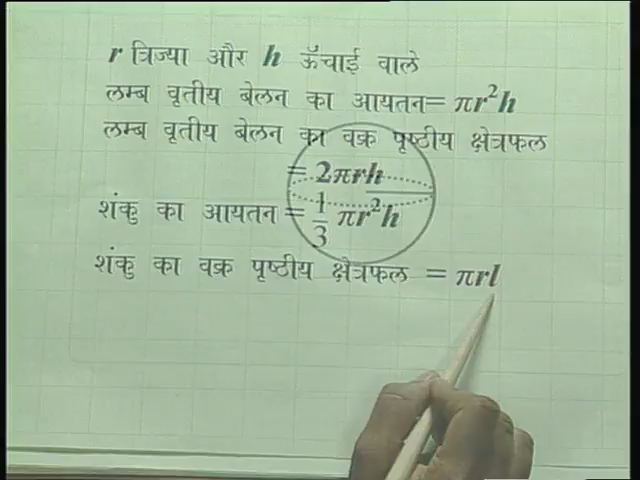 r त्रिज्या और h ऊँचाई वाले
लम्ब वृतीय बेलन का आयतन= πr²h
लम्ब वृतीय बेलन का वक्र पृष्ठीय क्षेत्रफल
= 2πrh
शंकु का आयतन = 1/3 πr²h
शंकु का वक्र पृष्ठीय क्षेत्रफल = πrl